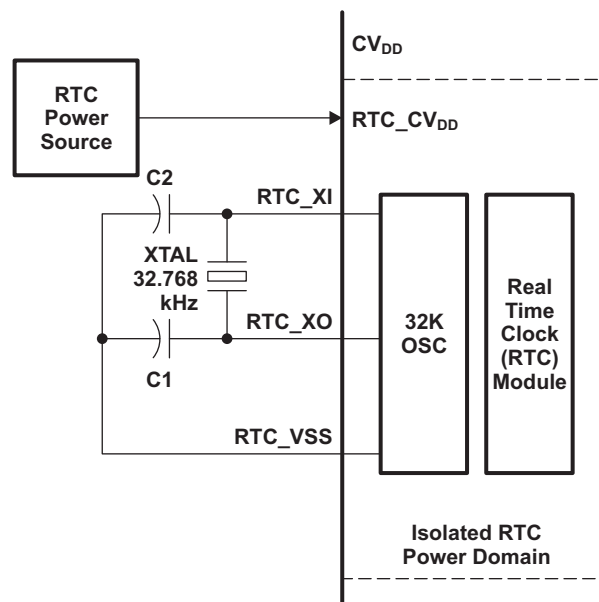 CVDD
RTC
Power
Source
RTC_CVDD
C2
RTC_XI
XTAL
32.768
kHz
RTC_XO
C1
RTC_VSS
32K
OSC
Real
Time
Clock
(RTC)
Module
Isolated RTC
Power Domain